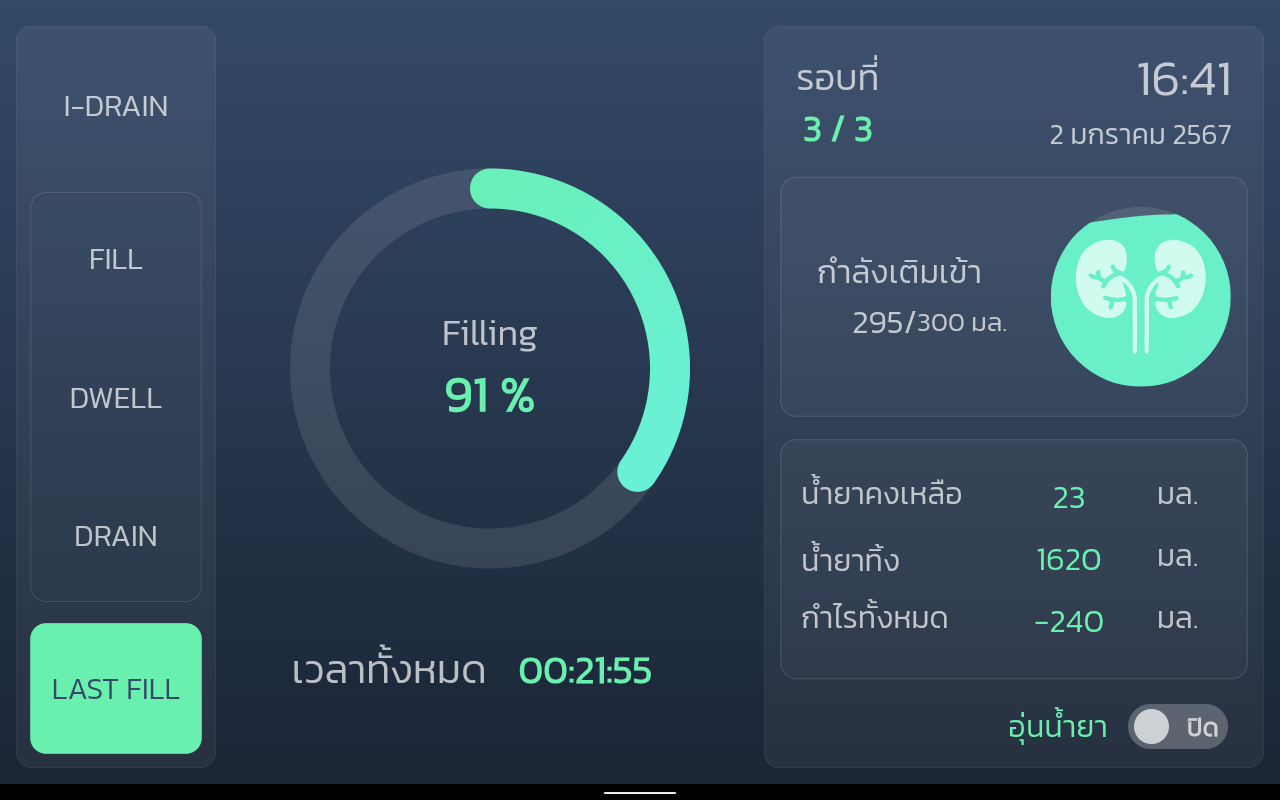 I-DRAIN
FILL
DWELL
DRAIN
LAST FILL
Filling
91 %
เวลาทั้งหมด 00:21:55
รอบที่
3 / 3
16:41
2 มกราคม 2567
กำลังเติมเข้า
295/300 มล.
น้ำยาคงเหลือ 23 มล.
น้ำยาทิ้ง 1620 มล.
กำไรทั้งหมด -240 มล.
อุ่นน้ำยา ปิด